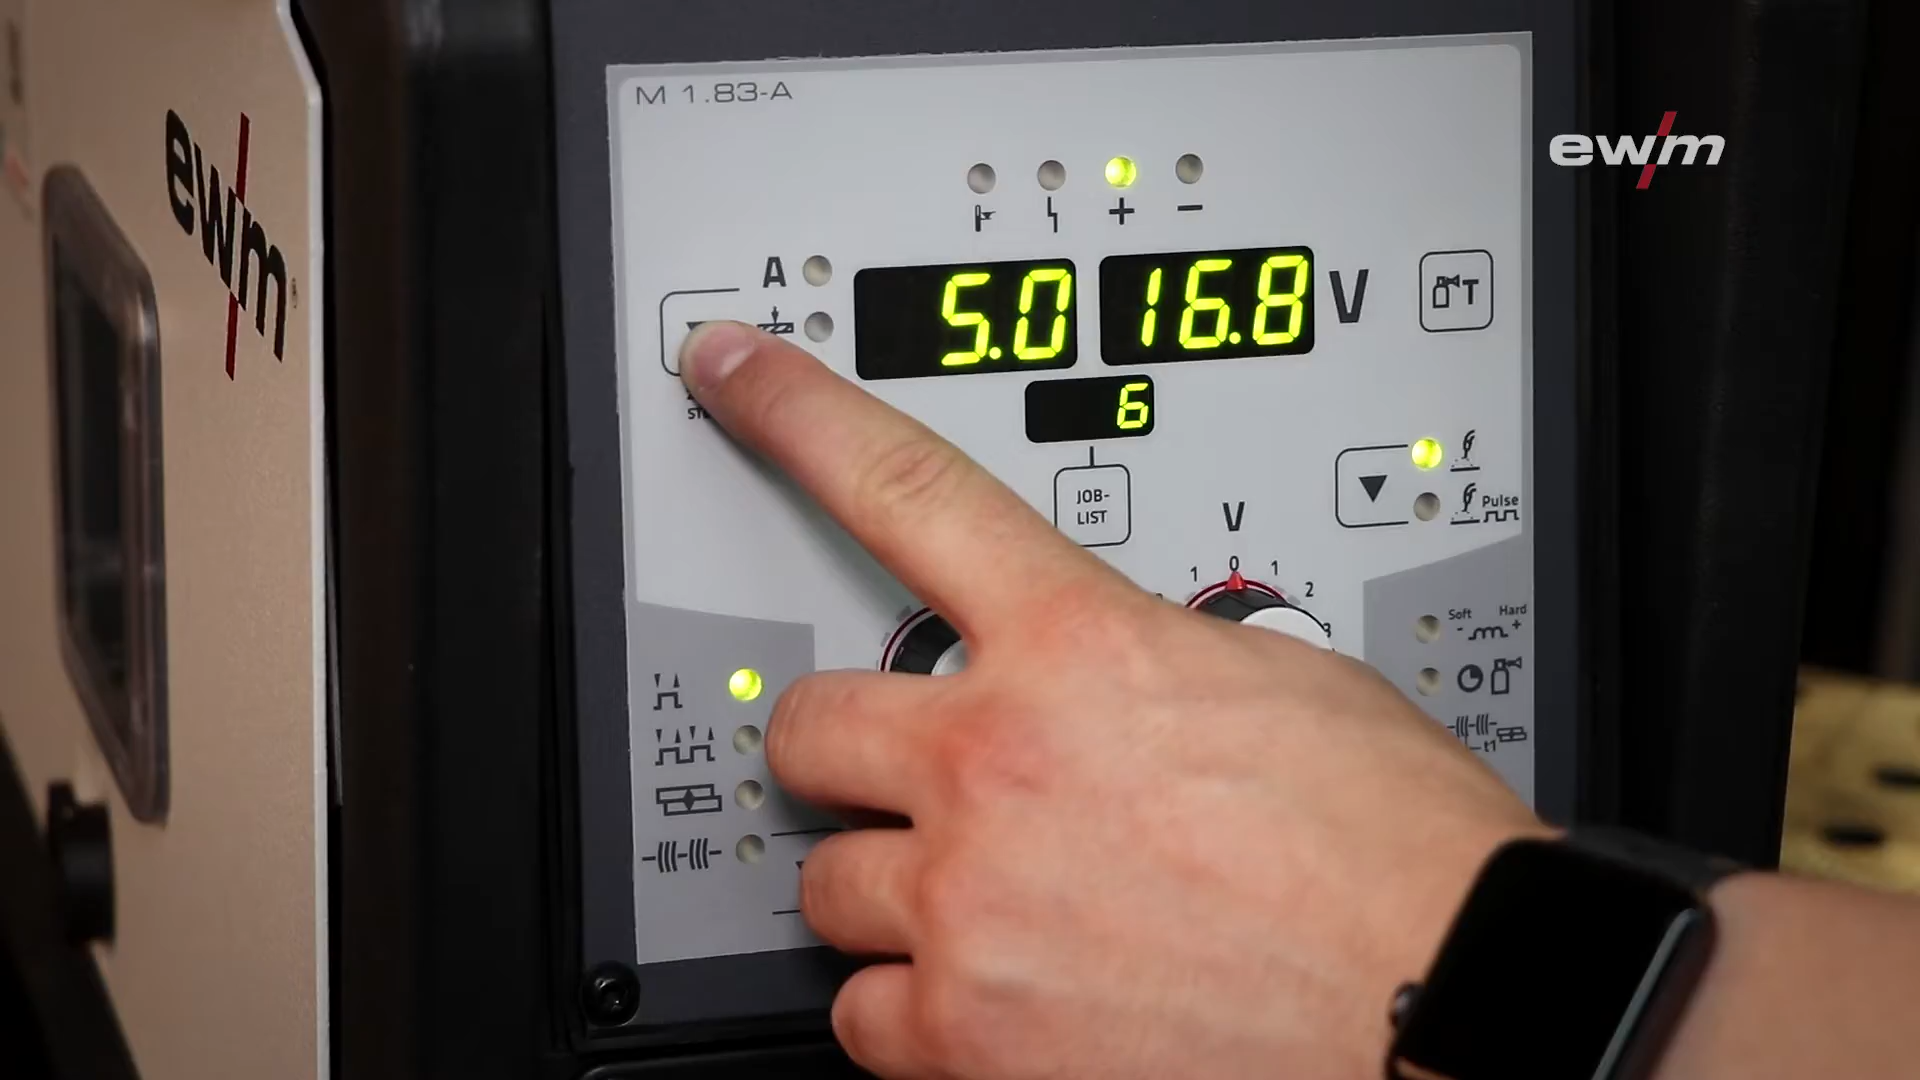 M 1.83-A
ewm
ewm
+ -
A
5.0 16.8 V
T
6
JOB-
LIST
Pulse
V
1 0 1 2
3
Soft Hard
- +
t1